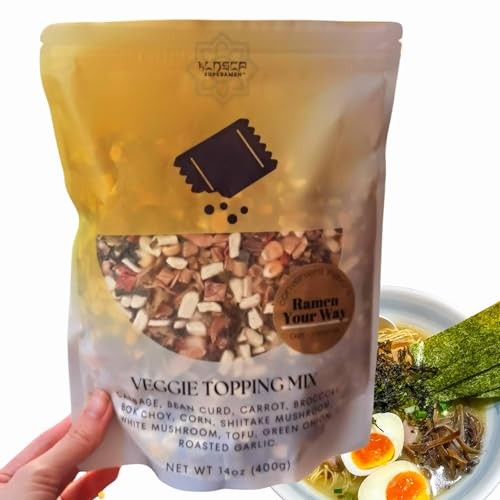 SUPERAMEN™
Ramen
Your Way
VEGGIE TOPPING MIX
CABBAGE, BEAN CURD, CARROT, BROCCOLI
BOK CHOY, CORN, SHIITAKE MUSHROOM,
WHITE MUSHROOM, TOFU, GREEN ONION,
ROASTED GARLIC.
NET WT 14oz (400g)